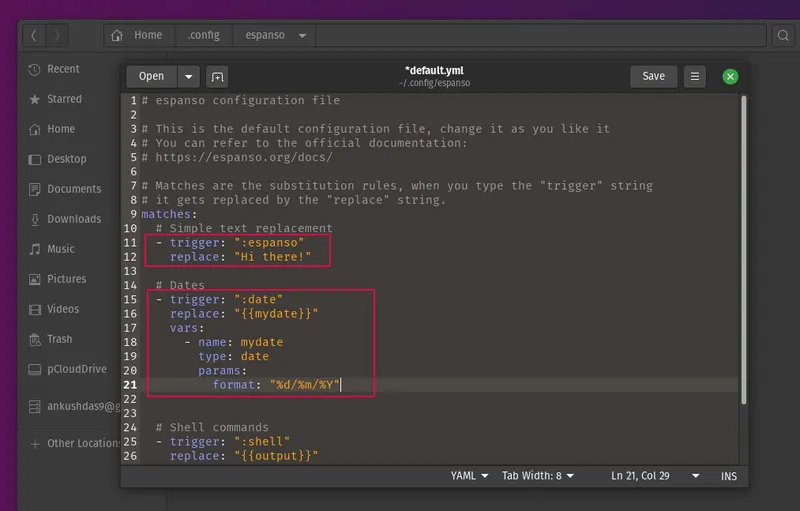 Home .config espanso
Recent
Starred
Home
Desktop
Documents
Downloads
Music
Pictures
Videos
Trash
pCloudDrive
ankushdas9@g
Other Locations
Open *default.yml Save
~/.config/espanso
1 # espanso configuration file
2
3 # This is the default configuration file, change it as you like it
4 # You can refer to the official documentation:
5 # https://espanso.org/docs/
6
7 # Matches are the substitution rules, when you type the "trigger" string
8 # it gets replaced by the "replace" string.
9 matches:
10 # Simple text replacement
11 - trigger: ":espanso"
12 replace: "Hi there!"
13
14 # Dates
15 - trigger: ":date"
16 replace: "{{mydate}}"
17 vars:
18 - name: mydate
19 type: date
20 params:
21 format: "%d/%m/%Y"
22
23
24 # Shell commands
25 - trigger: ":shell"
26 replace: "{{output}}"
YAML Tab Width: 8 Ln 21, Col 29 INS